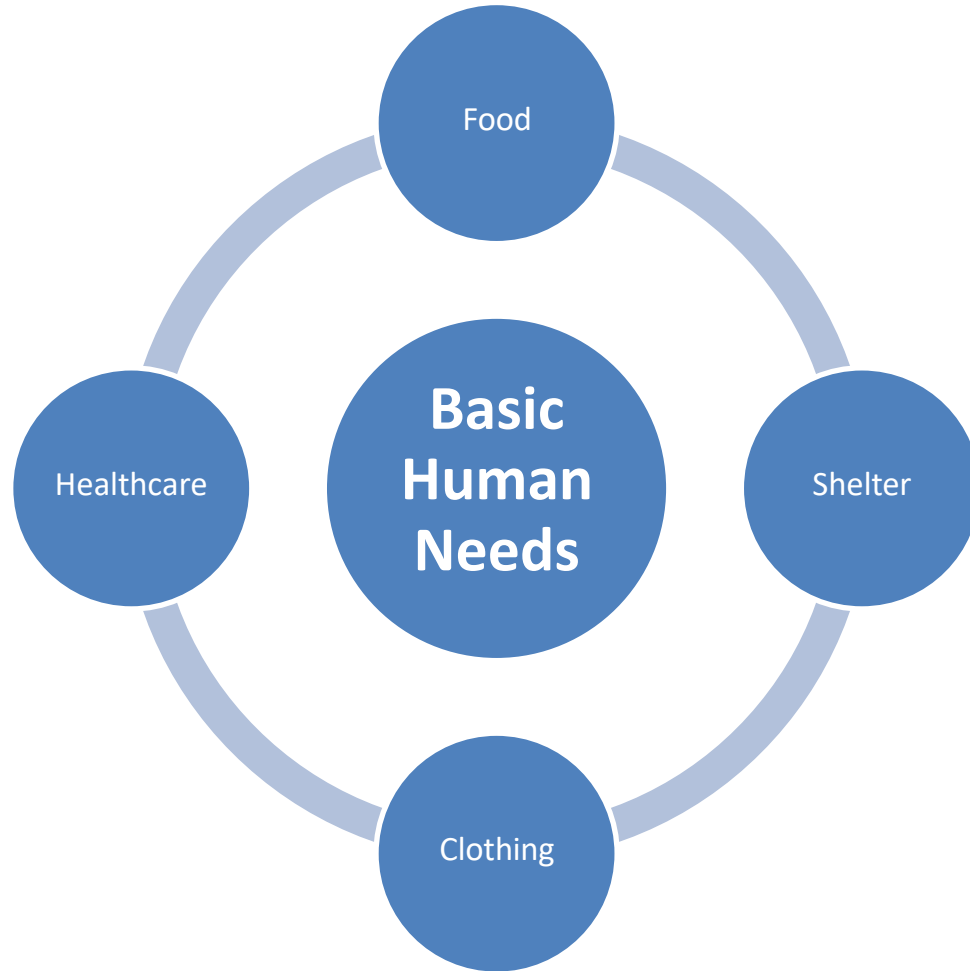 Food
Healthcare
Basic
Human
Needs
Shelter
Clothing